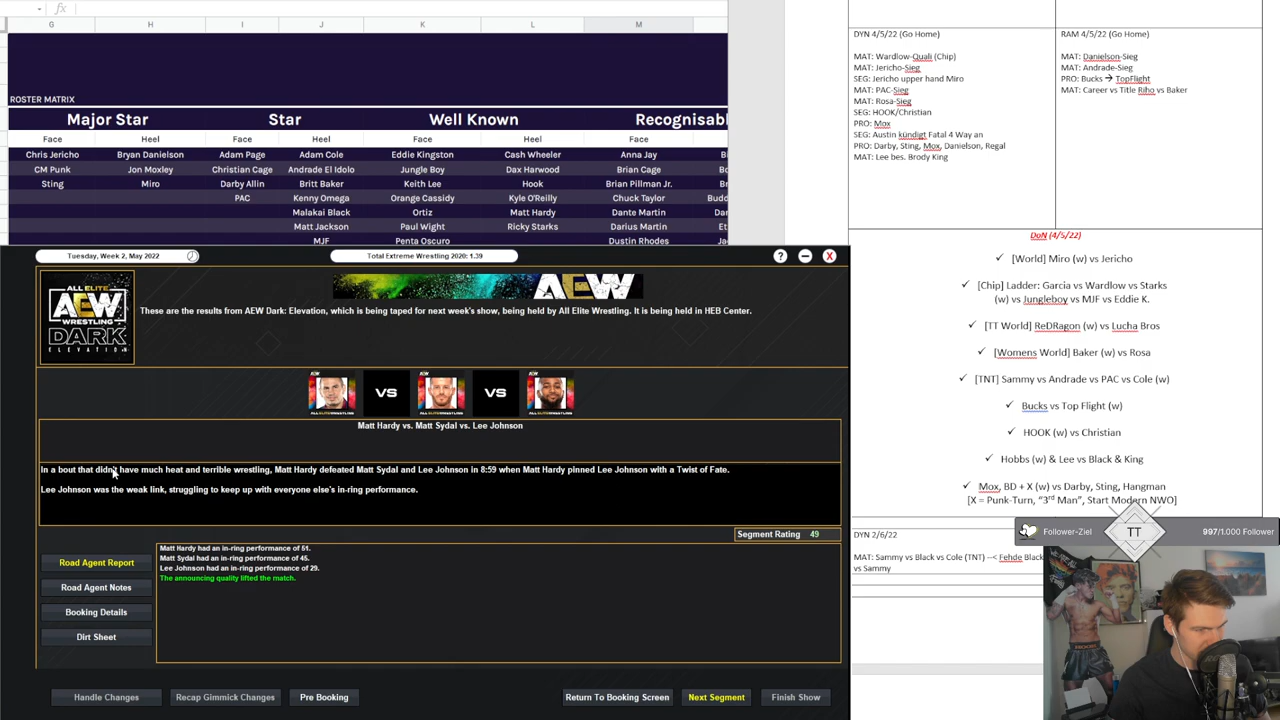 fx
G H I J K L M
ROSTER MATRIX
Major Star Star Well Known Recognisabl
Face Heel Face Heel Face Heel Face
Chris Jericho Bryan Danielson Adam Page Adam Cole Eddie Kingston Cash Wheeler Anna Jay
CM Punk Jon Moxley Christian Cage Andrade El Idolo Jungle Boy Dax Harwood Brian Cage
Sting Miro Darby Allin Britt Baker Keith Lee Hook Brian Pillman Jr.
PAC Kenny Omega Orange Cassidy Kyle O'Reilly Chuck Taylor
Malakai Black Ortiz Matt Hardy Dante Martin
Matt Jackson Paul Wight Ricky Starks Darius Martin
MJF Penta Oscuro Dustin Rhodes
DYN 4/5/22 (Go Home)
MAT: Wardlow-Quali (Chip)
MAT: Jericho-Sieg
SEG: Jericho upper hand Miro
MAT: PAC-Sieg
MAT: Rosa-Sieg
SEG: HOOK/Christian
PRO: Mox
SEG: Austin kündigt Fatal 4 Way an
PRO: Darby, Sting, Mox, Danielson, Regal
MAT: Lee bes. Brody King
RAM 4/5/22 (Go Home)
MAT: Danielson-Sieg
MAT: Andrade-Sieg
PRO: Bucks → TopFlight
MAT: Career vs Title Riho vs Baker
DoN (4/5/22)
✓ [World] Miro (w) vs Jericho
✓ [Chip] Ladder: Garcia vs Wardlow vs Starks
(w) vs Jungleboy vs MJF vs Eddie K.
✓ [TT World] ReDRagon (w) vs Lucha Bros
✓ [Womens World] Baker (w) vs Rosa
✓ [TNT] Sammy vs Andrade vs PAC vs Cole (w)
✓ Bucks vs Top Flight (w)
✓ HOOK (w) vs Christian
✓ Hobbs (w) & Lee vs Black & King
✓ Mox, BD + X (w) vs Darby, Sting, Hangman
[X = Punk-Turn, "3rd Man", Start Modern NWO]
DYN 2/6/22
MAT: Sammy vs Black vs Cole (TNT) --< Fehde Black
vs Sammy
Follower-Ziel TT 997/1.000 Follower
Tuesday, Week 2, May 2022 Total Extreme Wrestling 2020: 1.39 ? X
ALL ELITE
AEW
WRESTLING
DARK
ELEVATION
AEW
These are the results from AEW Dark: Elevation, which is being taped for next week's show, being held by All Elite Wrestling. It is being held in HEB Center.
VS VS
Matt Hardy vs. Matt Sydal vs. Lee Johnson
In a bout that didn't have much heat and terrible wrestling, Matt Hardy defeated Matt Sydal and Lee Johnson in 8:59 when Matt Hardy pinned Lee Johnson with a Twist of Fate.
Lee Johnson was the weak link, struggling to keep up with everyone else's in-ring performance.
Segment Rating 49
Road Agent Report
Road Agent Notes
Booking Details
Dirt Sheet
Matt Hardy had an in-ring performance of 51.
Matt Sydal had an in-ring performance of 45.
Lee Johnson had an in-ring performance of 29.
The announcing quality lifted the match.
Handle Changes Recap Gimmick Changes Pre Booking Return To Booking Screen Next Segment Finish Show